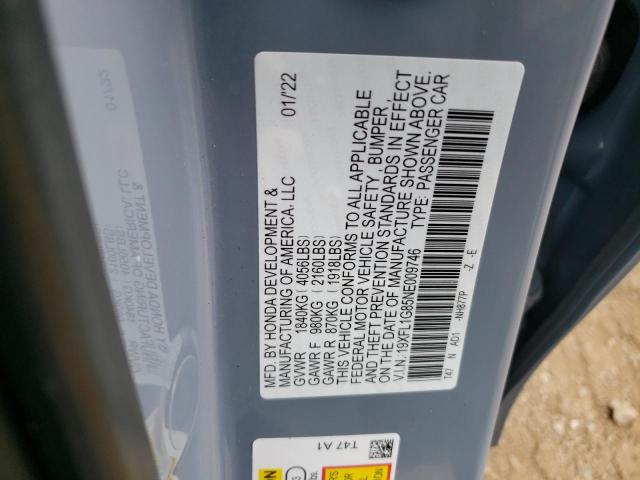 MFD. BY HONDA DEVELOPMENT &
MANUFACTURING OF AMERICA, LLC 01/'22
GVWR 1840KG (4056LBS)
GAWR F 980KG (2160LBS)
GAWR R 870KG (1918LBS)
THIS VEHICLE CONFORMS TO ALL APPLICABLE
FEDERAL MOTOR VEHICLE SAFETY, BUMPER,
AND THEFT PREVENTION STANDARDS IN EFFECT
ON THE DATE OF MANUFACTURE SHOWN ABOVE.
V.I.N.:19XFL1G85NE009746 TYPE: PASSENGER CAR
T47 N AD1 -NH877P -Z -E
T47 A1